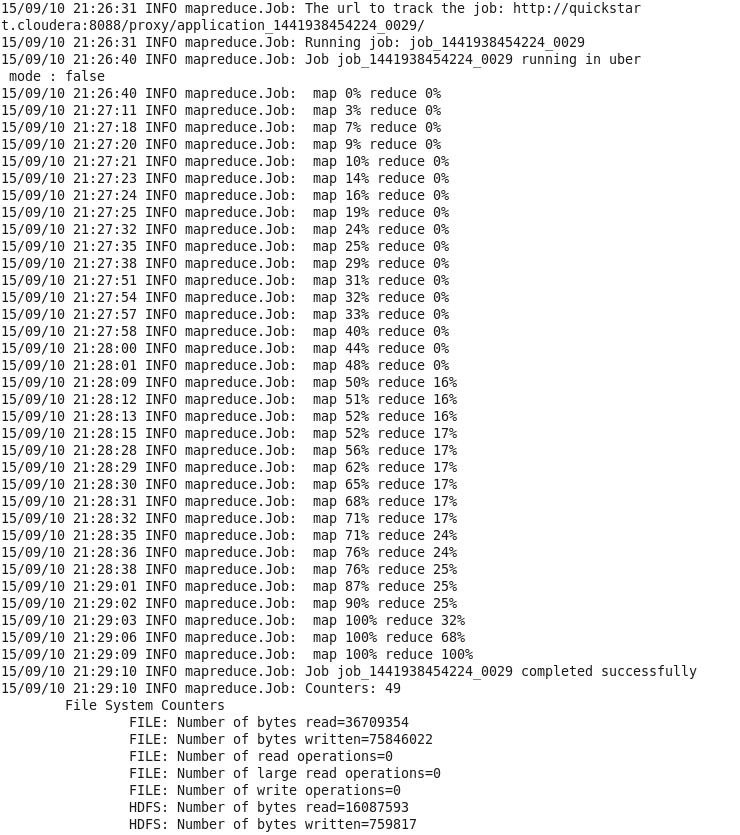 15/09/10 21:26:31 INFO mapreduce.Job: The url to track the job: http://quickstar
t.cloudera:8088/proxy/application_1441938454224_0029/
15/09/10 21:26:31 INFO mapreduce.Job: Running job: job_1441938454224_0029
15/09/10 21:26:40 INFO mapreduce.Job: Job job_1441938454224_0029 running in uber
 mode : false
15/09/10 21:26:40 INFO mapreduce.Job:  map 0% reduce 0%
15/09/10 21:27:11 INFO mapreduce.Job:  map 3% reduce 0%
15/09/10 21:27:18 INFO mapreduce.Job:  map 7% reduce 0%
15/09/10 21:27:20 INFO mapreduce.Job:  map 9% reduce 0%
15/09/10 21:27:21 INFO mapreduce.Job:  map 10% reduce 0%
15/09/10 21:27:23 INFO mapreduce.Job:  map 14% reduce 0%
15/09/10 21:27:24 INFO mapreduce.Job:  map 16% reduce 0%
15/09/10 21:27:25 INFO mapreduce.Job:  map 19% reduce 0%
15/09/10 21:27:32 INFO mapreduce.Job:  map 24% reduce 0%
15/09/10 21:27:35 INFO mapreduce.Job:  map 25% reduce 0%
15/09/10 21:27:38 INFO mapreduce.Job:  map 29% reduce 0%
15/09/10 21:27:51 INFO mapreduce.Job:  map 31% reduce 0%
15/09/10 21:27:54 INFO mapreduce.Job:  map 32% reduce 0%
15/09/10 21:27:57 INFO mapreduce.Job:  map 33% reduce 0%
15/09/10 21:27:58 INFO mapreduce.Job:  map 40% reduce 0%
15/09/10 21:28:00 INFO mapreduce.Job:  map 44% reduce 0%
15/09/10 21:28:01 INFO mapreduce.Job:  map 48% reduce 0%
15/09/10 21:28:09 INFO mapreduce.Job:  map 50% reduce 16%
15/09/10 21:28:12 INFO mapreduce.Job:  map 51% reduce 16%
15/09/10 21:28:13 INFO mapreduce.Job:  map 52% reduce 16%
15/09/10 21:28:15 INFO mapreduce.Job:  map 52% reduce 17%
15/09/10 21:28:28 INFO mapreduce.Job:  map 56% reduce 17%
15/09/10 21:28:29 INFO mapreduce.Job:  map 62% reduce 17%
15/09/10 21:28:30 INFO mapreduce.Job:  map 65% reduce 17%
15/09/10 21:28:31 INFO mapreduce.Job:  map 68% reduce 17%
15/09/10 21:28:32 INFO mapreduce.Job:  map 71% reduce 17%
15/09/10 21:28:35 INFO mapreduce.Job:  map 71% reduce 24%
15/09/10 21:28:36 INFO mapreduce.Job:  map 76% reduce 24%
15/09/10 21:28:38 INFO mapreduce.Job:  map 76% reduce 25%
15/09/10 21:29:01 INFO mapreduce.Job:  map 87% reduce 25%
15/09/10 21:29:02 INFO mapreduce.Job:  map 90% reduce 25%
15/09/10 21:29:03 INFO mapreduce.Job:  map 100% reduce 32%
15/09/10 21:29:06 INFO mapreduce.Job:  map 100% reduce 68%
15/09/10 21:29:09 INFO mapreduce.Job:  map 100% reduce 100%
15/09/10 21:29:10 INFO mapreduce.Job: Job job_1441938454224_0029 completed successfully
15/09/10 21:29:10 INFO mapreduce.Job: Counters: 49
        File System Counters
                FILE: Number of bytes read=36709354
                FILE: Number of bytes written=75846022
                FILE: Number of read operations=0
                FILE: Number of large read operations=0
                FILE: Number of write operations=0
                HDFS: Number of bytes read=16087593
                HDFS: Number of bytes written=759817